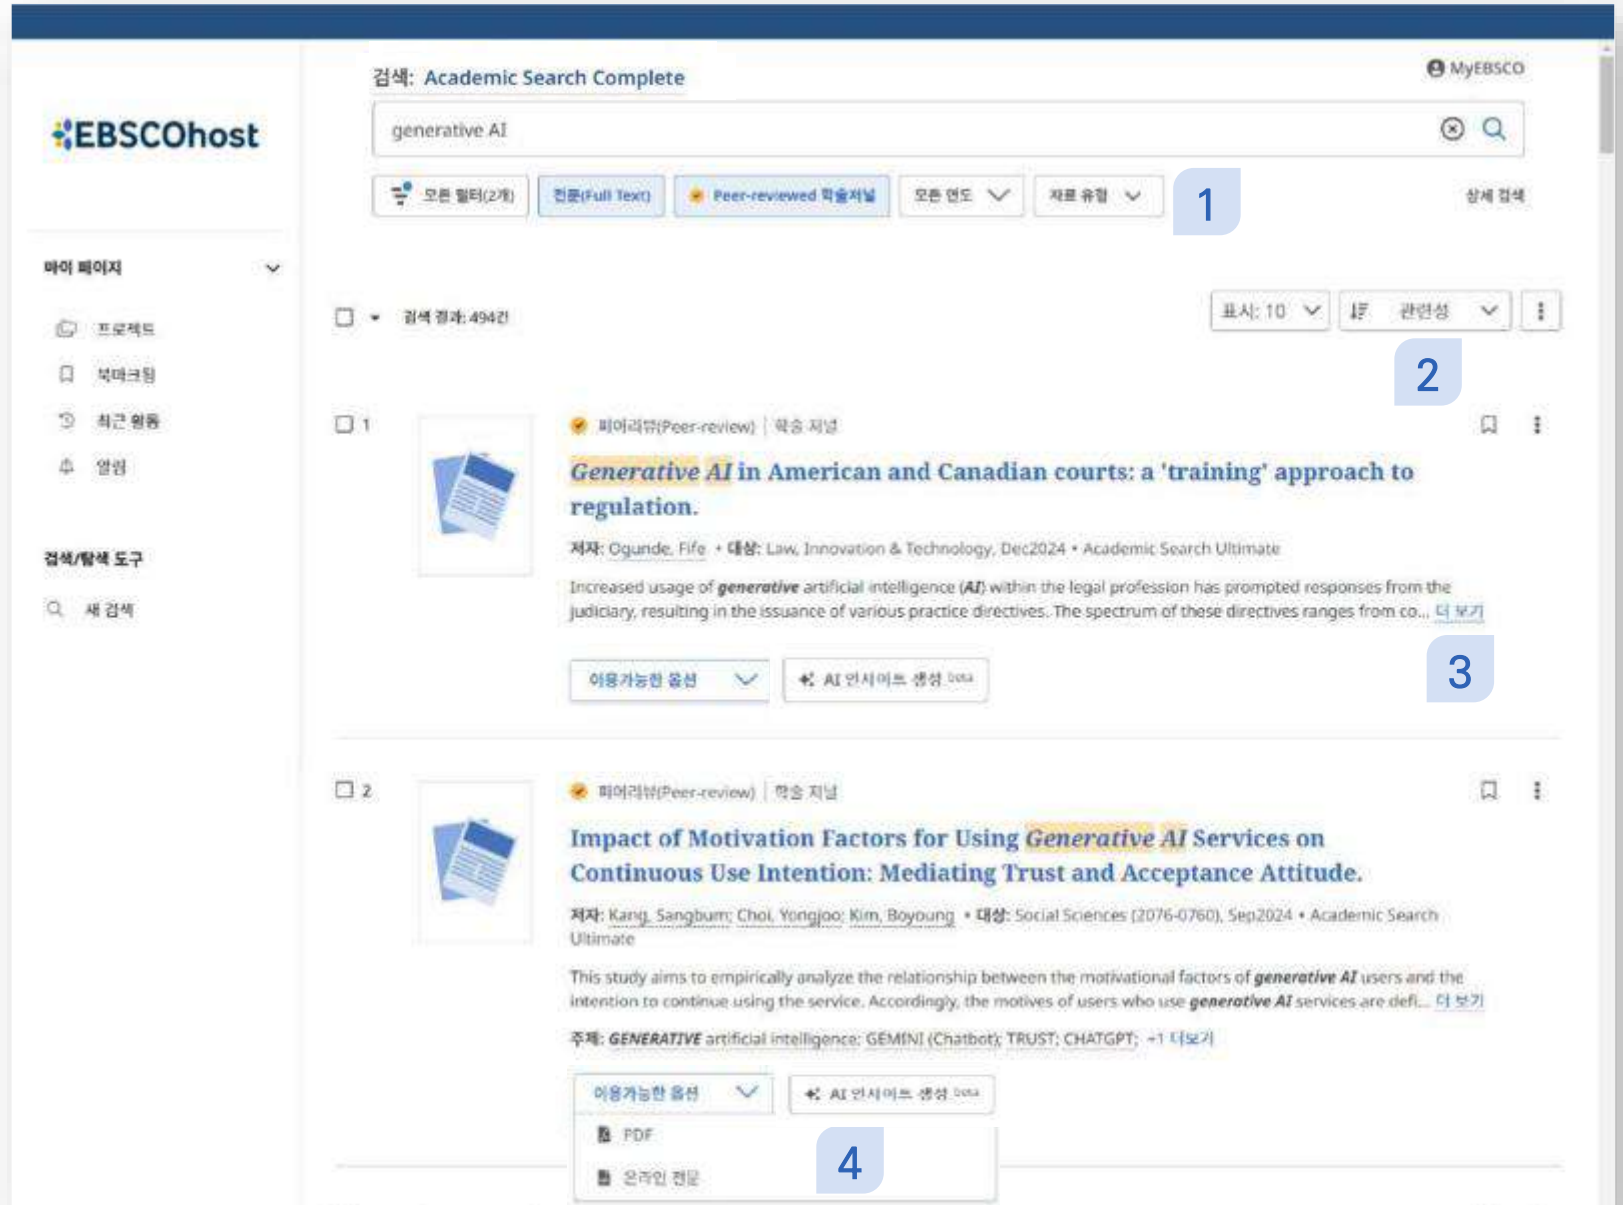 검색: Academic Search Complete
MyEBSCO
EBSCOhost
generative AI
모든 필터(2개)
전문(Full Text)
Peer-reviewed 학술저널
모든 연도
자료 유형
1
상세 검색
마이 페이지
프로젝트
북마크됨
최근 활동
알림
검색/탐색 도구
새 검색
검색 결과: 494건
표시: 10
관련성
2
1
피어리뷰(Peer-review) | 학술 저널
Generative AI in American and Canadian courts: a 'training' approach to
regulation.
저자: Ogunde, Fife • 대상: Law, Innovation & Technology, Dec2024 • Academic Search Ultimate
Increased usage of generative artificial intelligence (AI) within the legal profession has prompted responses from the
judiciary, resulting in the issuance of various practice directives. The spectrum of these directives ranges from co... 더 보기
3
이용가능한 옵션
AI 인사이트 생성 beta
2
피어리뷰(Peer-review) | 학술 저널
Impact of Motivation Factors for Using Generative AI Services on
Continuous Use Intention: Mediating Trust and Acceptance Attitude.
저자: Kang, Sangbum; Choi, Yongjoo; Kim, Boyoung • 대상: Social Sciences (2076-0760), Sep2024 • Academic Search
Ultimate
This study aims to empirically analyze the relationship between the motivational factors of generative AI users and the
intention to continue using the service. Accordingly, the motives of users who use generative AI services are defi... 더 보기
주제: GENERATIVE artificial intelligence; GEMINI (Chatbot); TRUST; CHATGPT; +1 더보기
이용가능한 옵션
AI 인사이트 생성 beta
PDF
온라인 전문
4